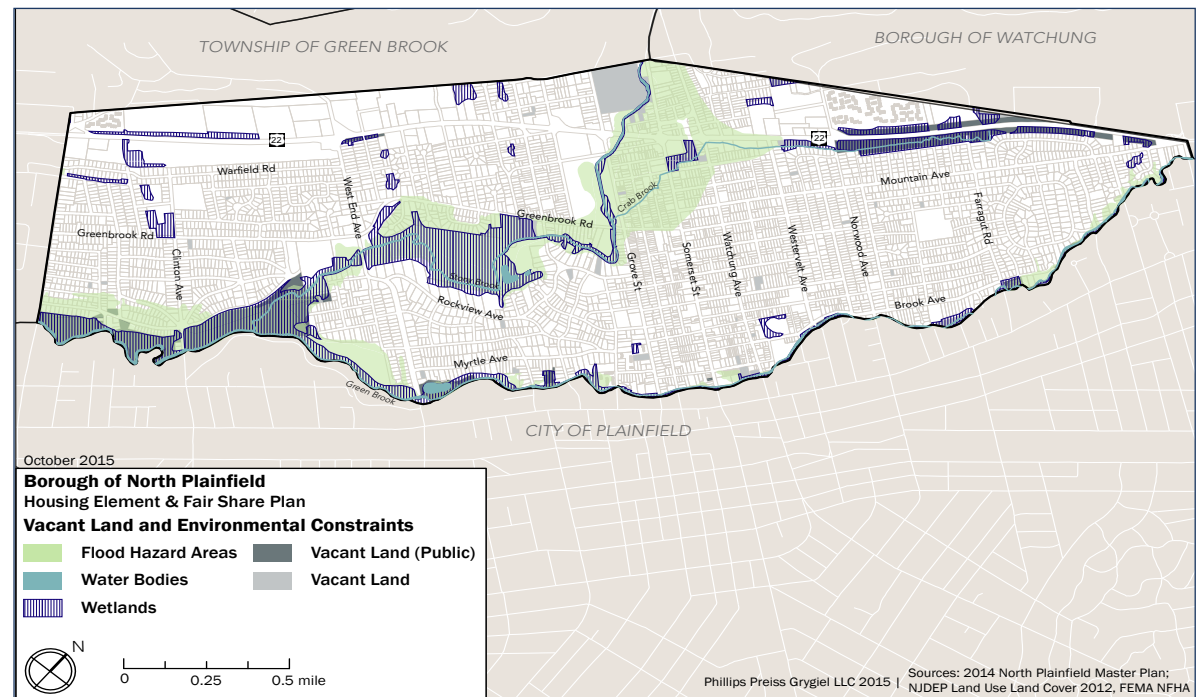 TOWNSHIP OF GREEN BROOK
BOROUGH OF WATCHUNG
22
22
Warfield Rd
West End Ave
Crab Brook
Mountain Ave
Greenbrook Rd
Farragut Rd
Norwood Ave
Greenbrook Rd
Clinton Ave
Grove St
Somerset St
Watchung Ave
Westervelt Ave
Stony Brook
Rockview Ave
Brook Ave
Myrtle Ave
Green Brook
CITY OF PLAINFIELD
October 2015
Borough of North Plainfield
Housing Element & Fair Share Plan
Vacant Land and Environmental Constraints
Flood Hazard Areas
Vacant Land (Public)
Water Bodies
Vacant Land
Wetlands
N
0 0.25 0.5 mile
Phillips Preiss Grygiel LLC 2015 |
Sources: 2014 North Plainfield Master Plan;
NJDEP Land Use Land Cover 2012, FEMA NFHA